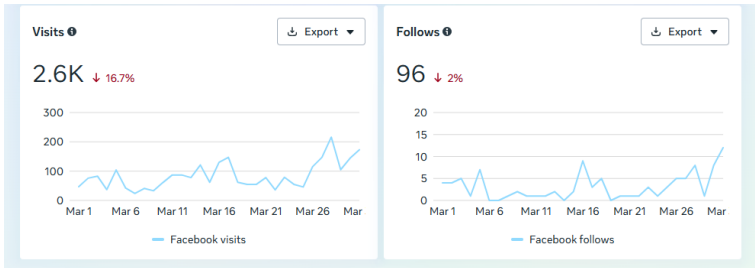 Visits
Export
2.6K ↓ 16.7%
300
200
100
0
Mar 1 Mar 6 Mar 11 Mar 16 Mar 21 Mar 26 Mar
Facebook visits
Follows
Export
96 ↓ 2%
20
15
10
5
0
Mar 1 Mar 6 Mar 11 Mar 16 Mar 21 Mar 26 Mar
Facebook follows